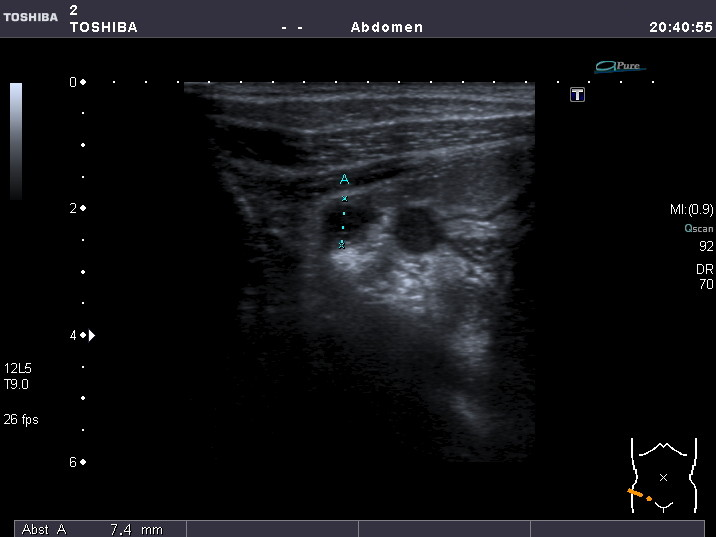 TOSHIBA
2
TOSHIBA - - Abdomen 20:40:55
Pure
T
0
A
2
MI:(0.9)
Qscan
92
DR
70
4
12L5
T9.0
26 fps
6
Abst A 7.4 mm